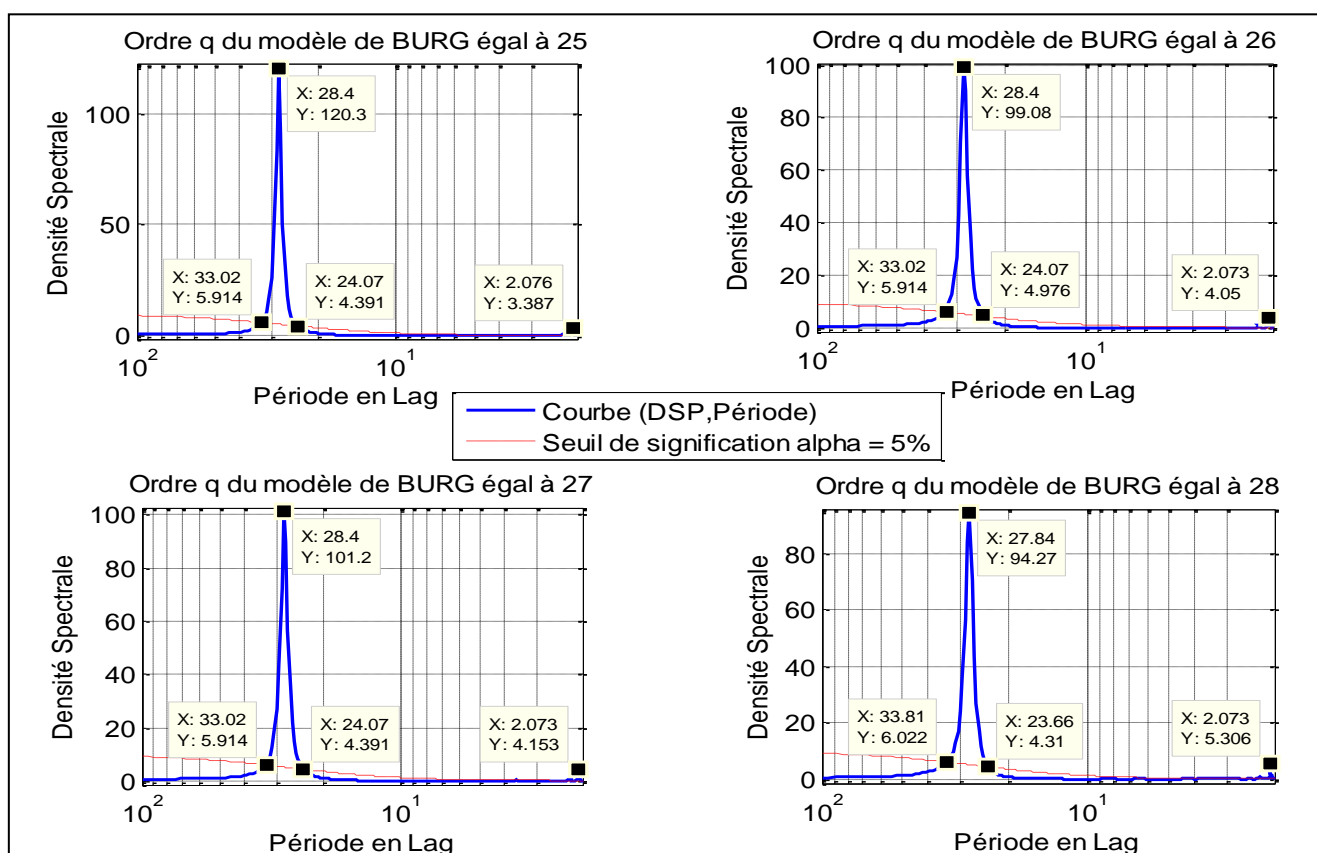 Ordre q du modèle de BURG égal à 25
Densité Spectrale
100
50
0
X: 28.4
Y: 120.3
X: 33.02
Y: 5.914
X: 24.07
Y: 4.391
X: 2.076
Y: 3.387
10²
10¹
Période en Lag
Ordre q du modèle de BURG égal à 26
Densité Spectrale
100
80
60
40
20
0
X: 28.4
Y: 99.08
X: 33.02
Y: 5.914
X: 24.07
Y: 4.976
X: 2.073
Y: 4.05
10²
10¹
Période en Lag
Courbe (DSP,Période)
Seuil de signification alpha = 5%
Ordre q du modèle de BURG égal à 27
Densité Spectrale
100
80
60
40
20
0
X: 28.4
Y: 101.2
X: 33.02
Y: 5.914
X: 24.07
Y: 4.391
X: 2.073
Y: 4.153
10²
10¹
Période en Lag
Ordre q du modèle de BURG égal à 28
Densité Spectrale
80
60
40
20
0
X: 27.84
Y: 94.27
X: 33.81
Y: 6.022
X: 23.66
Y: 4.31
X: 2.073
Y: 5.306
10²
10¹
Période en Lag